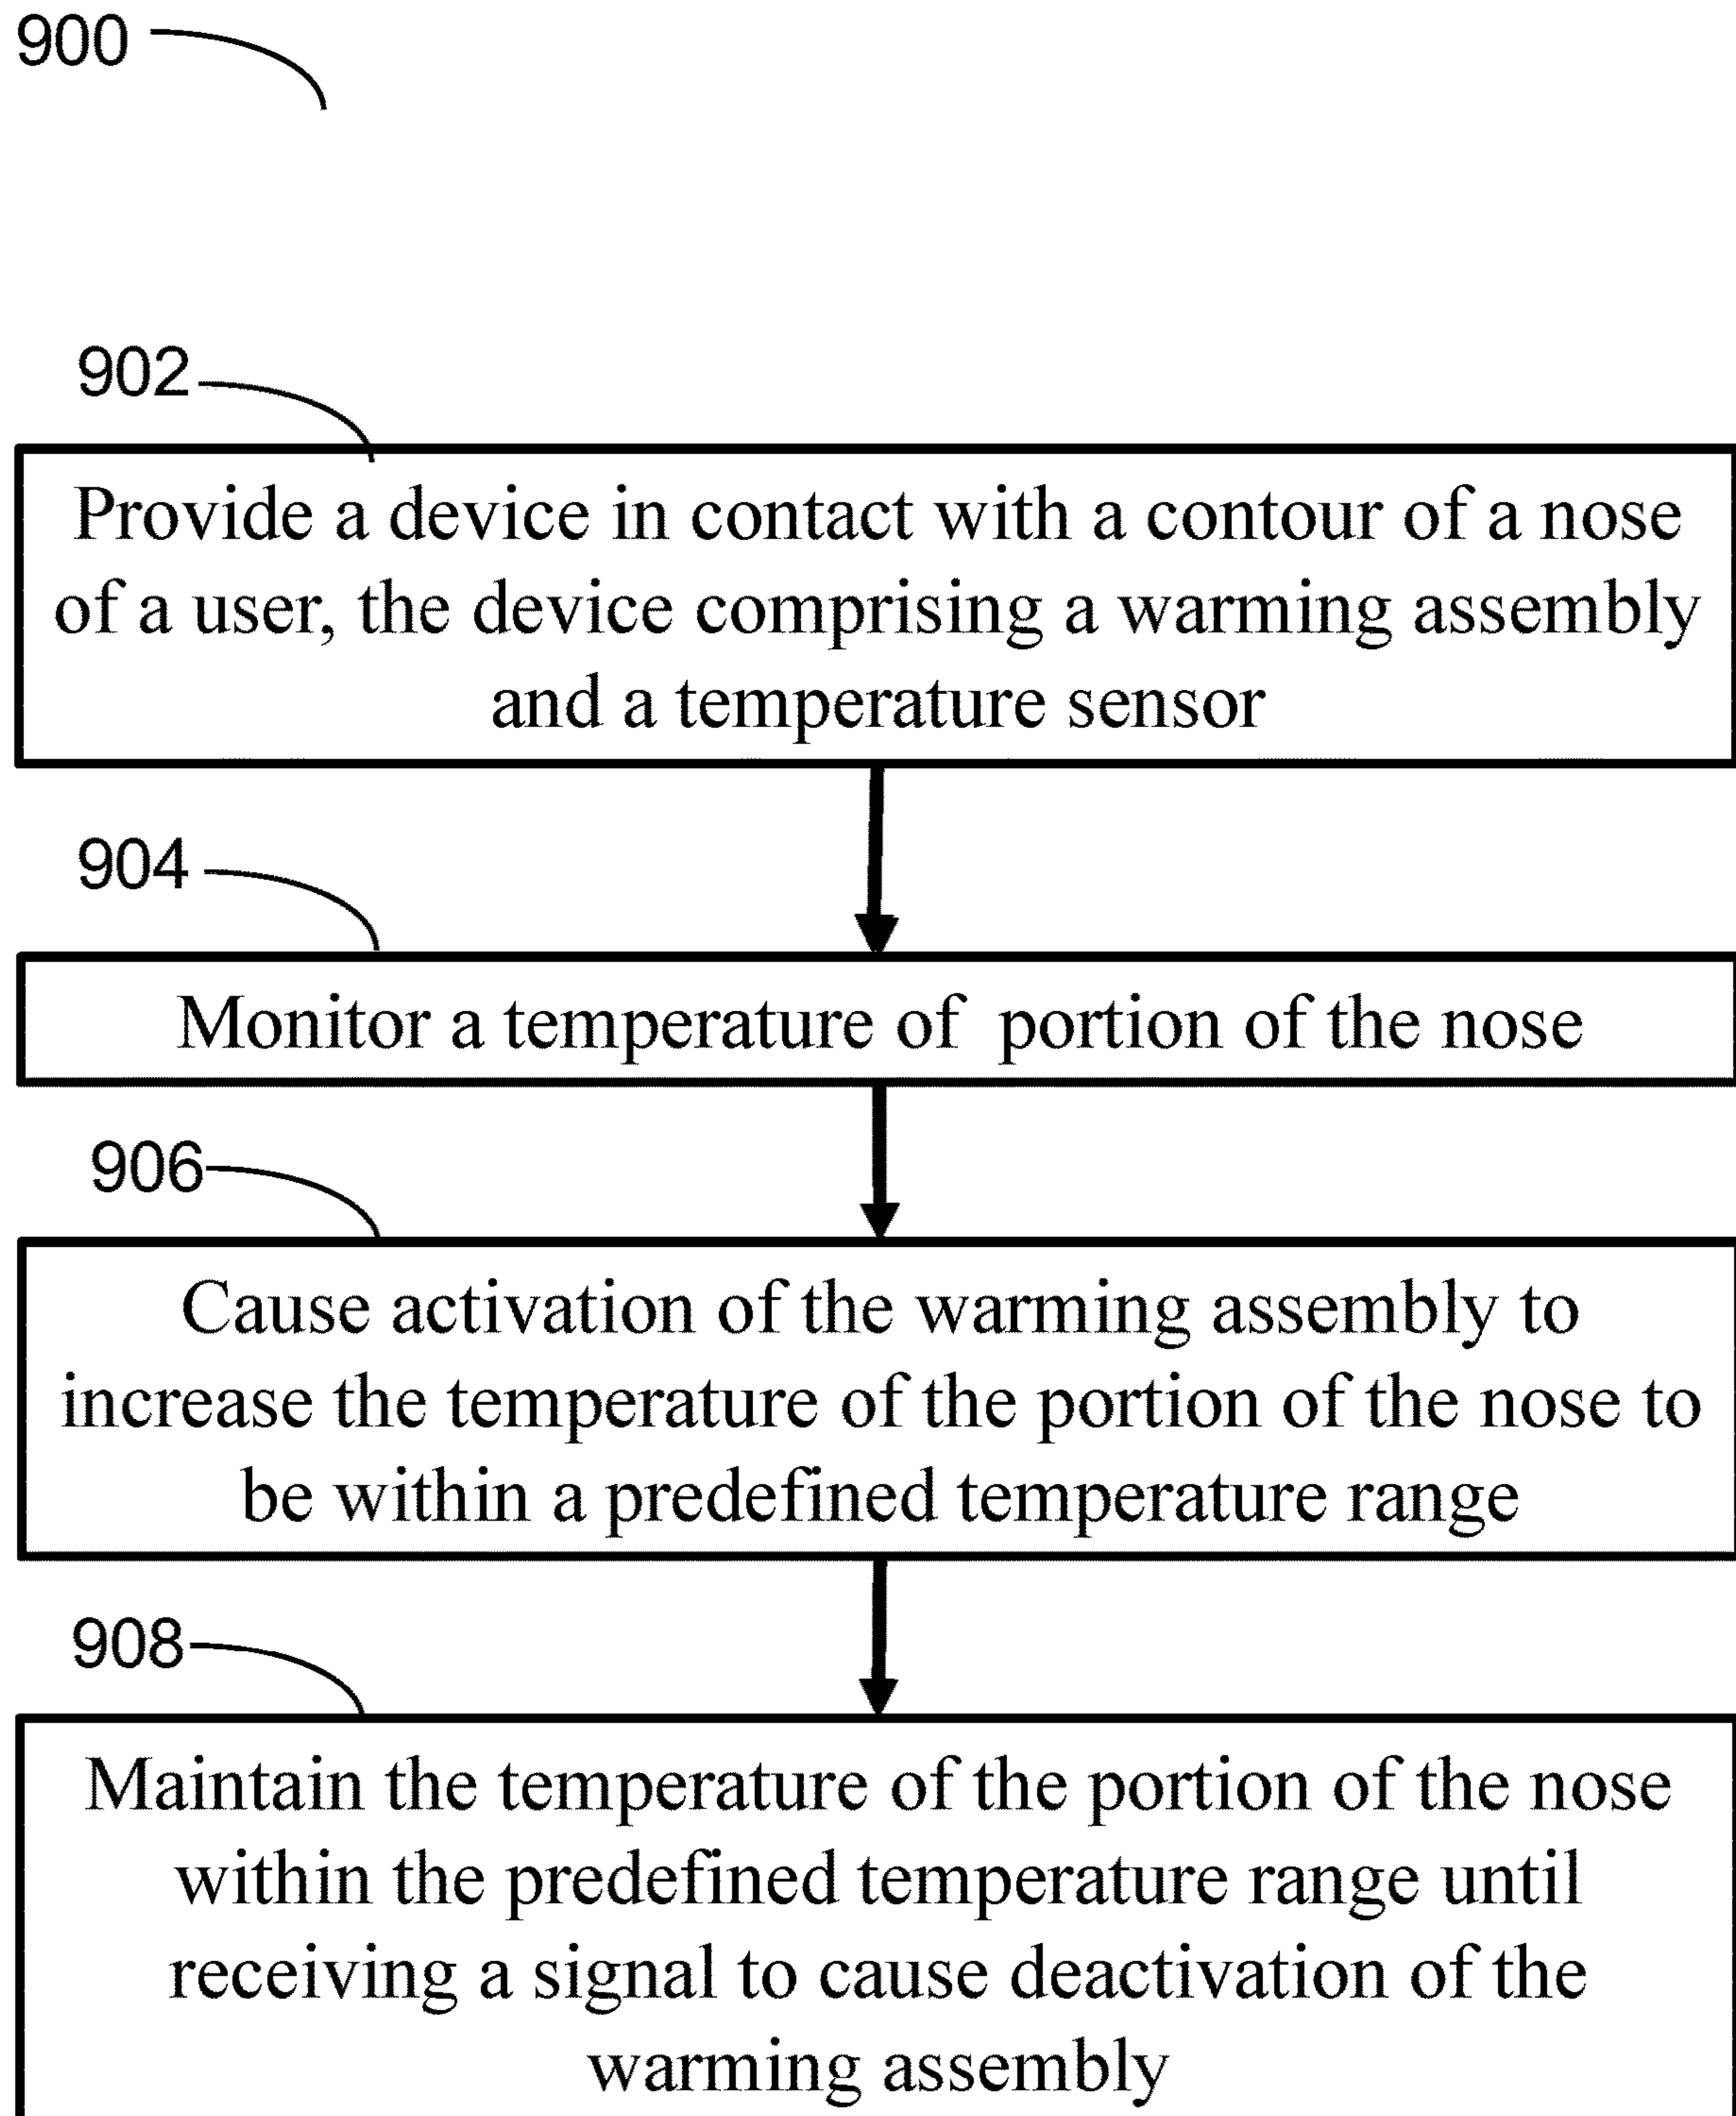 900
902
Provide a device in contact with a contour of a nose
of a user, the device comprising a warming assembly
and a temperature sensor
904
Monitor a temperature of portion of the nose
906
Cause activation of the warming assembly to
increase the temperature of the portion of the nose to
be within a predefined temperature range
908
Maintain the temperature of the portion of the nose
within the predefined temperature range until
receiving a signal to cause deactivation of the
warming assembly